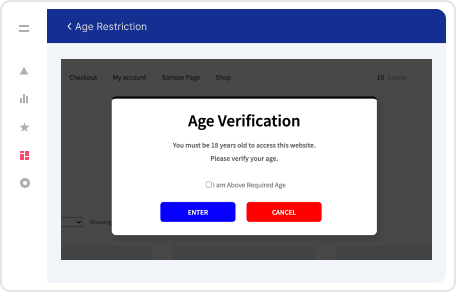 Age Restriction
Checkout My account Sample Page Shop £0 0 items
Age Verification
You must be 18 years old to access this website.
Please verify your age.
I am Above Required Age
ENTER CANCEL
Showing